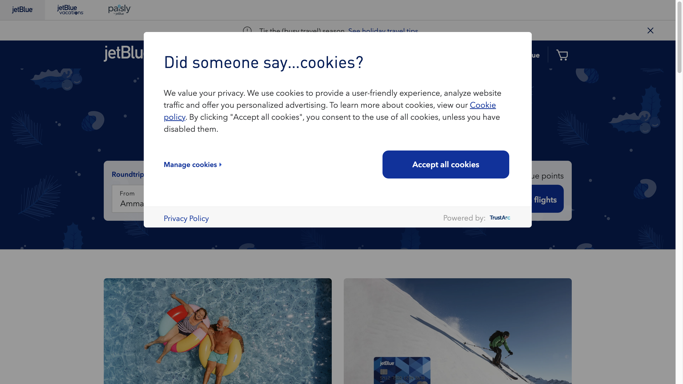 jetBlue
jetBlue
vacations
paisly
'Tis the (busy travel) season. See holiday travel tips
jetBlue
Did someone say...cookies?
We value your privacy. We use cookies to provide a user-friendly experience, analyze website
traffic and offer you personalized advertising. To learn more about cookies, view our Cookie
policy. By clicking "Accept all cookies", you consent to the use of all cookies, unless you have
disabled them.
Manage cookies
Accept all cookies
Privacy Policy
Powered by: TrustArc
Roundtrip
ue points
From
Amma
flights
jetBlue